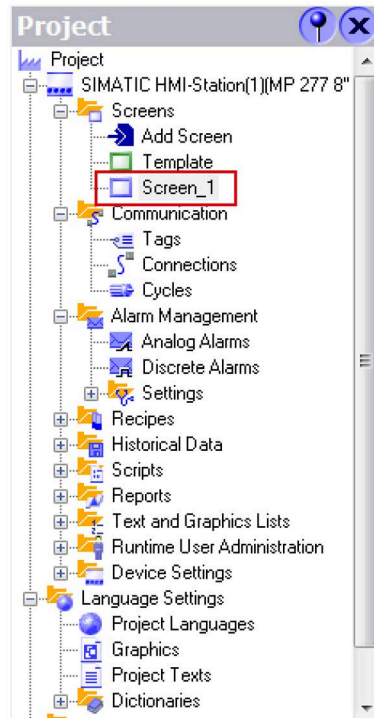 Project
Project
SIMATIC HMI-Station(1)(MP 277 8"
Screens
Add Screen
Template
Screen_1
Communication
Tags
Connections
Cycles
Alarm Management
Analog Alarms
Discrete Alarms
Settings
Recipes
Historical Data
Scripts
Reports
Text and Graphics Lists
Runtime User Administration
Device Settings
Language Settings
Project Languages
Graphics
Project Texts
Dictionaries